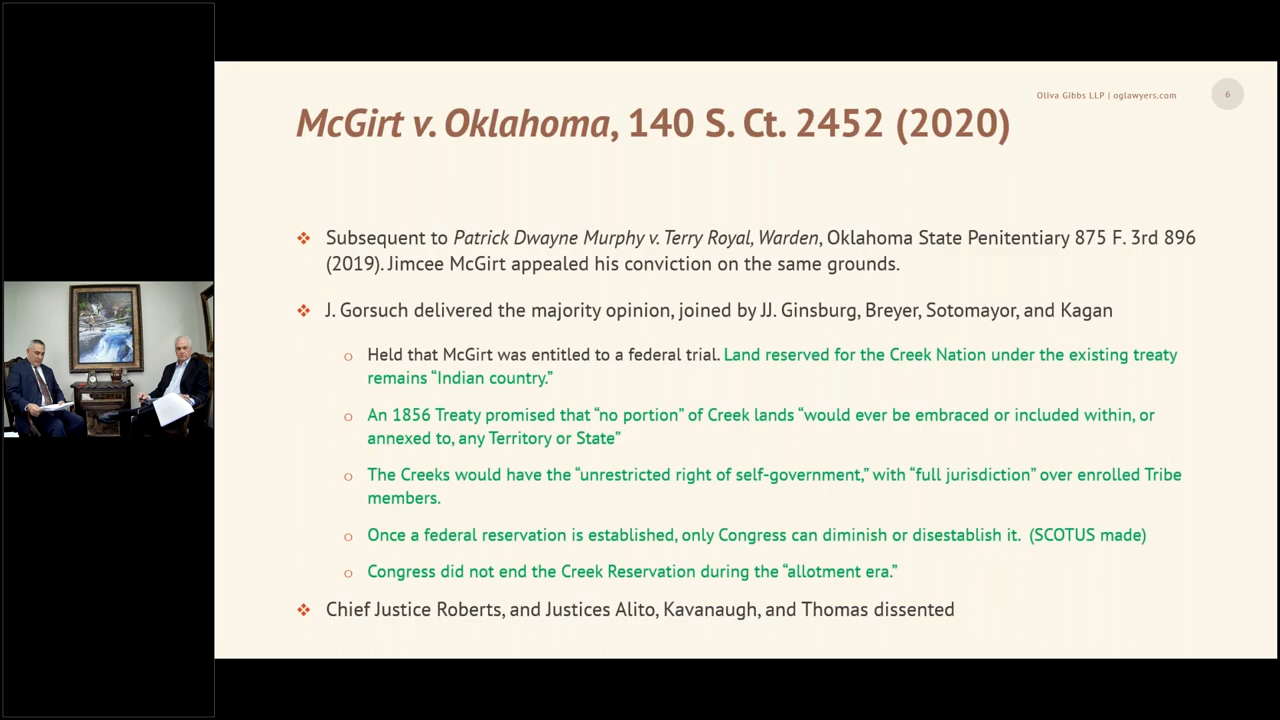 Oliva Gibbs LLP | oglawyers.com
6
McGirt v. Oklahoma, 140 S. Ct. 2452 (2020)
Subsequent to Patrick Dwayne Murphy v. Terry Royal, Warden, Oklahoma State Penitentiary 875 F. 3rd 896
(2019). Jimcee McGirt appealed his conviction on the same grounds.
J. Gorsuch delivered the majority opinion, joined by JJ. Ginsburg, Breyer, Sotomayor, and Kagan
Held that McGirt was entitled to a federal trial. Land reserved for the Creek Nation under the existing treaty
remains “Indian country.”
An 1856 Treaty promised that “no portion” of Creek lands “would ever be embraced or included within, or
annexed to, any Territory or State”
The Creeks would have the “unrestricted right of self-government,” with “full jurisdiction” over enrolled Tribe
members.
Once a federal reservation is established, only Congress can diminish or disestablish it. (SCOTUS made)
Congress did not end the Creek Reservation during the “allotment era.”
Chief Justice Roberts, and Justices Alito, Kavanaugh, and Thomas dissented